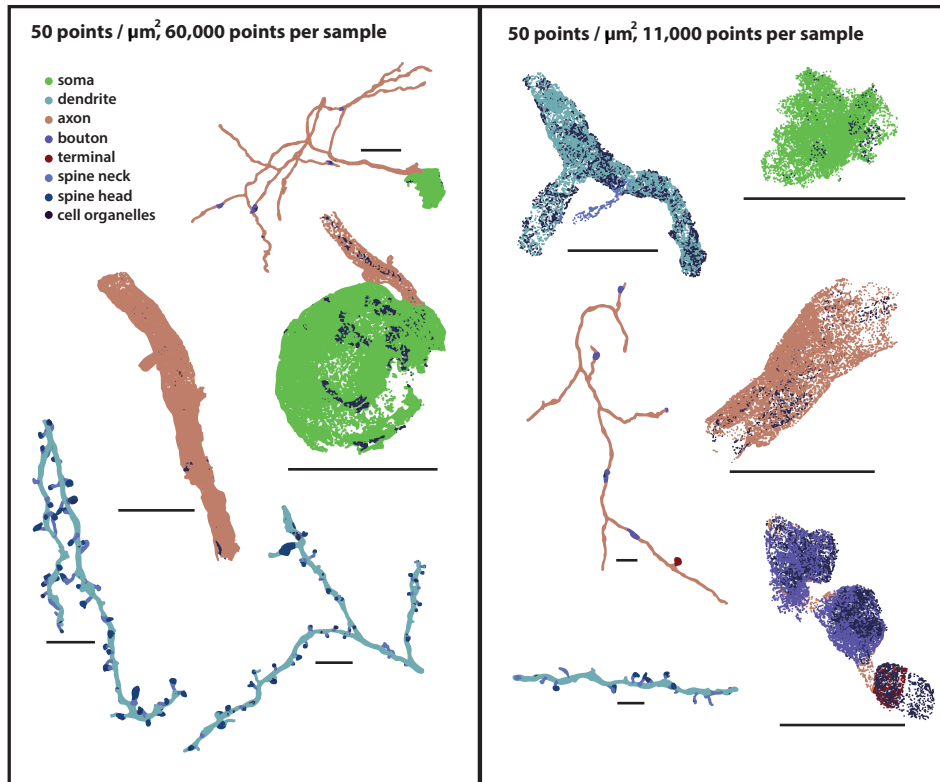 50 points / µm², 60,000 points per sample
soma
dendrite
axon
bouton
terminal
spine neck
spine head
cell organelles
50 points / µm², 11,000 points per sample